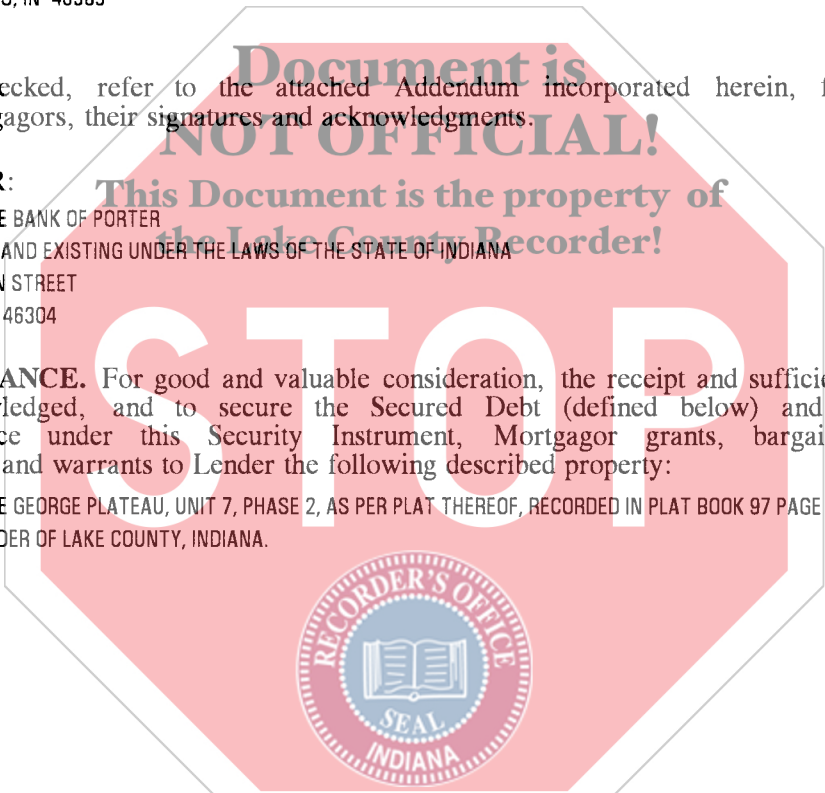 IN 46383
Document is
ecked, refer to the attached Addendum incorporated herein, f
gagors, their signatures and acknowledgments.
NOT OFFICIAL!
R:
This Document is the property of
E BANK OF PORTER
the Lake County Recorder!
AND EXISTING UNDER THE LAWS OF THE STATE OF INDIANA
N STREET
46304
STOP
ANCE. For good and valuable consideration, the receipt and sufficie
ledged, and to secure the Secured Debt (defined below) and
ce under this Security Instrument, Mortgagor grants, bargai
and warrants to Lender the following described property:
E GEORGE PLATEAU, UNIT 7, PHASE 2, AS PER PLAT THEREOF, RECORDED IN PLAT BOOK 97 PAGE
DER OF LAKE COUNTY, INDIANA.
RECORDER'S OFFICE
SEAL
INDIANA